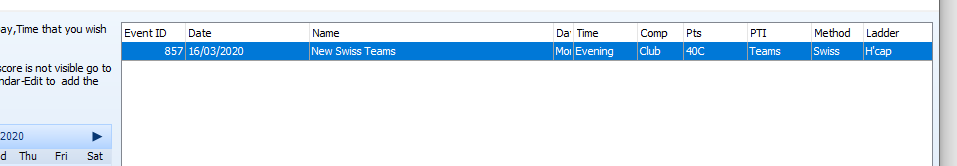 ay,Time that you wish
score is not visible go to
ndar-Edit to add the
2020
d Thu Fri Sat
Event ID Date Name Da Time Comp Pts PTI Method Ladder
857 16/03/2020 New Swiss Teams Mo Evening Club 40C Teams Swiss H'cap